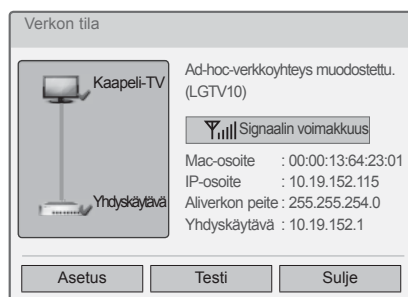 Verkon tila
Kaapeli-TV
Yhdyskäytävä
Ad-hoc-verkkoyhteys muodostettu.
(LGTV10)
Signaalin voimakkuus
Mac-osoite : 00:00:13:64:23:01
IP-osoite : 10.19.152.115
Aliverkon peite : 255.255.254.0
Yhdyskäytävä : 10.19.152.1
Asetus Testi Sulje